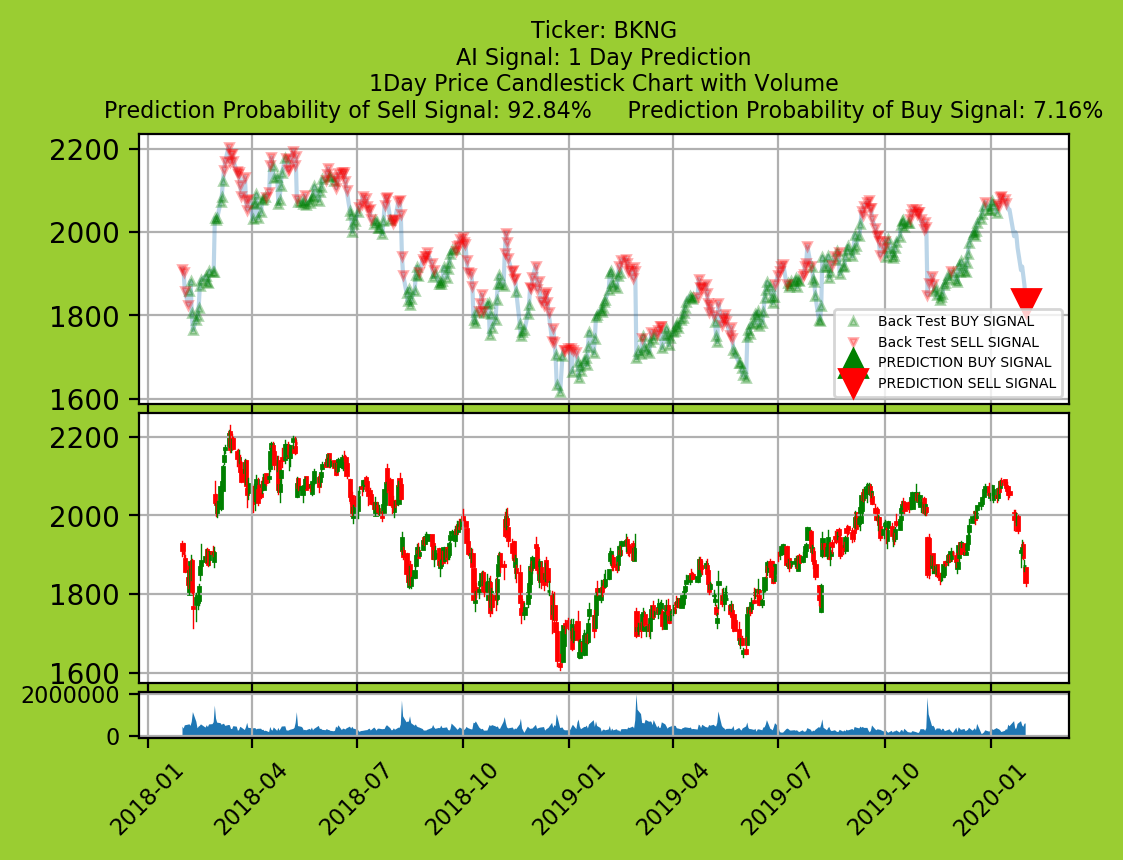 Ticker: BKNG
AI Signal: 1 Day Prediction
1Day Price Candlestick Chart with Volume
Prediction Probability of Sell Signal: 92.84%     Prediction Probability of Buy Signal: 7.16%
2200
2000
1800
1600
Back Test BUY SIGNAL
Back Test SELL SIGNAL
PREDICTION BUY SIGNAL
PREDICTION SELL SIGNAL
2200
2000
1800
1600
2000000
0
2018-01
2018-04
2018-07
2018-10
2019-01
2019-04
2019-07
2019-10
2020-01